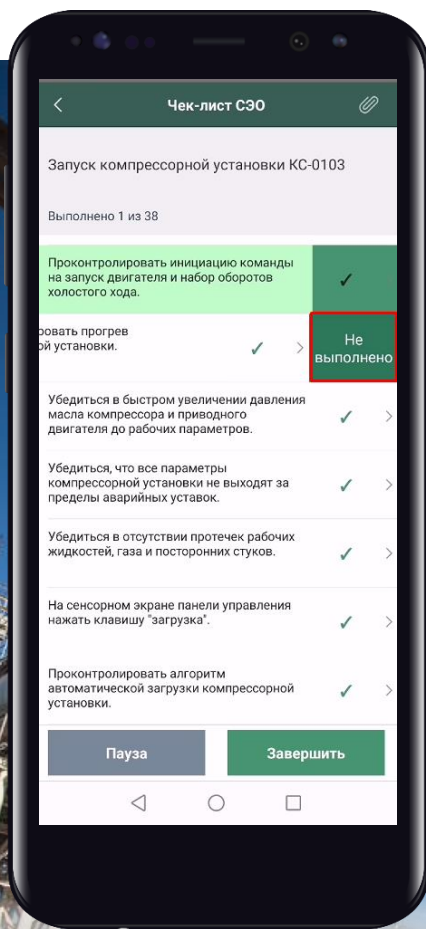 Чек-лист СЭО
Запуск компрессорной установки КС-0103
Выполнено 1 из 38
Проконтролировать инициацию команды
на запуск двигателя и набор оборотов
холостого хода.
ровать прогрев
ой установки.
Не
выполнено
Убедиться в быстром увеличении давления
масла компрессора и приводного
двигателя до рабочих параметров.
Убедиться, что все параметры
компрессорной установки не выходят за
пределы аварийных уставок.
Убедиться в отсутствии протечек рабочих
жидкостей, газа и посторонних стуков.
На сенсорном экране панели управления
нажать клавишу "загрузка".
Проконтролировать алгоритм
автоматической загрузки компрессорной
установки.
Пауза
Завершить